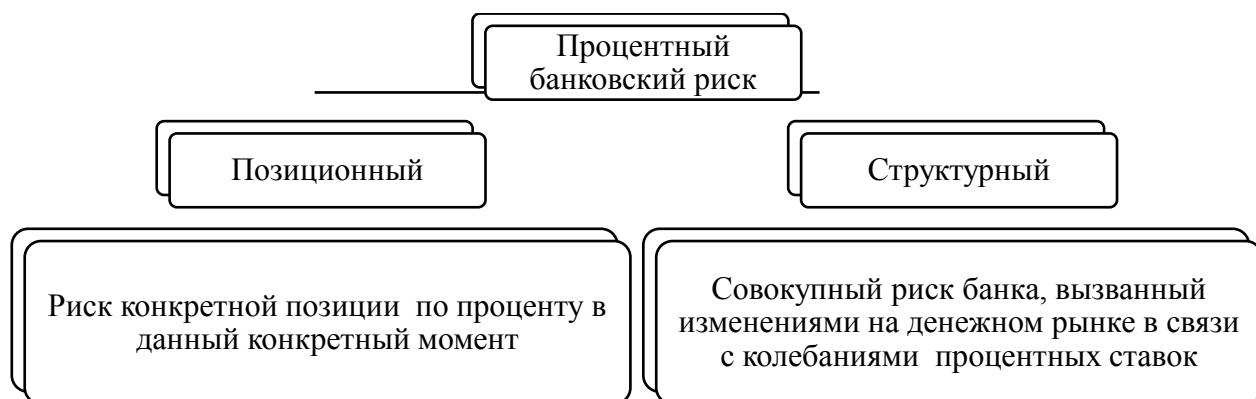 Процентный
банковский риск
Позиционный
Структурный
Риск конкретной позиции по проценту в
данный конкретный момент
Совокупный риск банка, вызванный
изменениями на денежном рынке в связи
с колебаниями процентных ставок